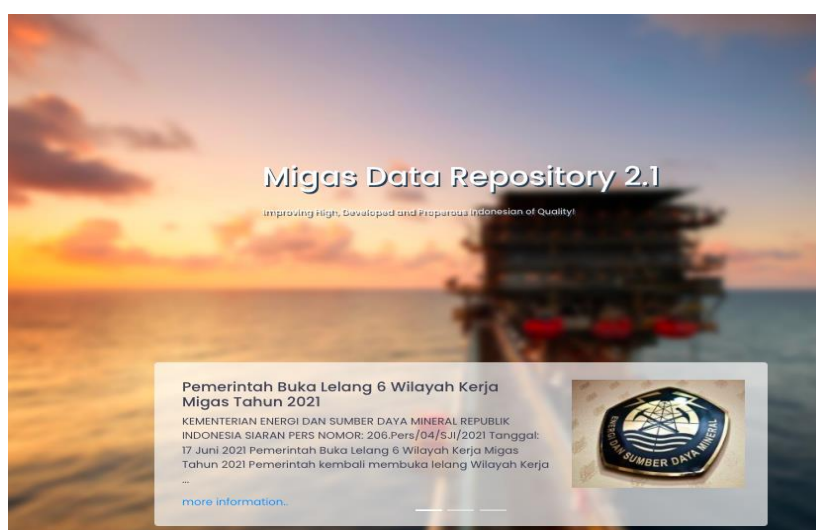 Migas Data Repository 2.1
Improving High, Developed and Properous Indonesian of Quality!
Pemerintah Buka Lelang 6 Wilayah Kerja
Migas Tahun 2021
KEMENTERIAN ENERGI DAN SUMBER DAYA MINERAL REPUBLIK
INDONESIA SIARAN PERS NOMOR: 206.Pers/04/SJI/2021 Tanggal:
17 Juni 2021 Pemerintah Buka Lelang 6 Wilayah Kerja Migas
Tahun 2021 Pemerintah kembali membuka lelang Wilayah Kerja
...
more information..
ENERGI DAN SUMBER DAYA MINERAL